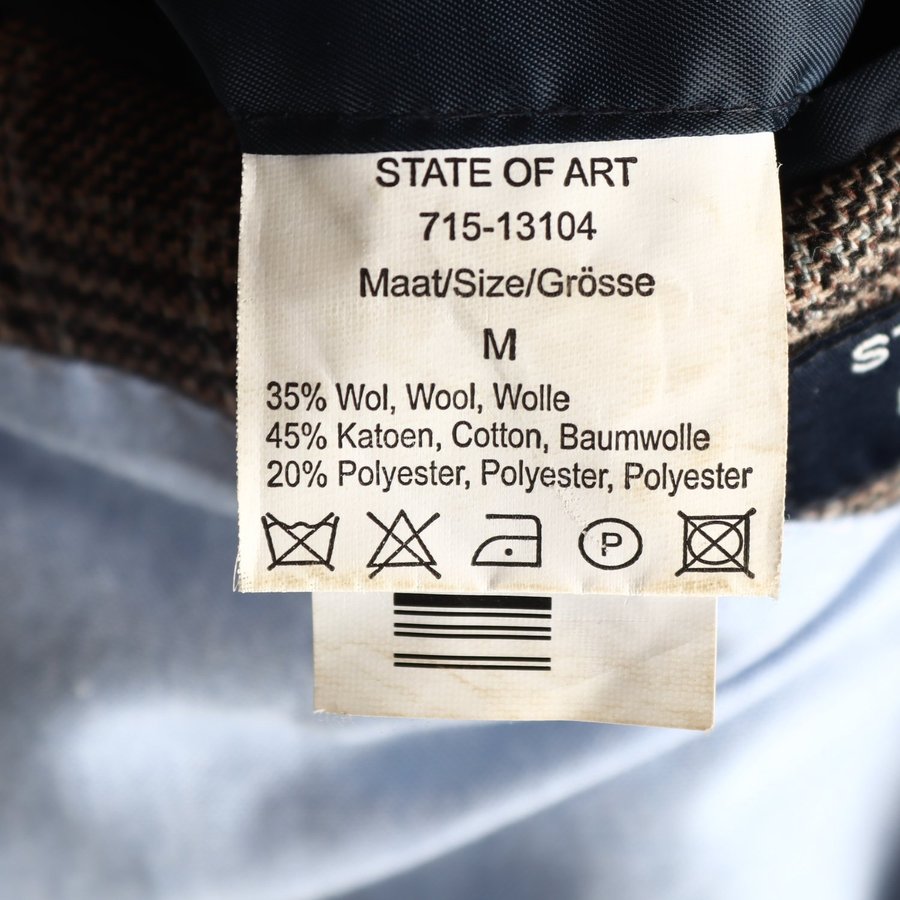 STATE OF ART
715-13104
Maat/Size/Grösse
M
35% Wol, Wool, Wolle
45% Katoen, Cotton, Baumwolle
20% Polyester, Polyester, Polyester
P